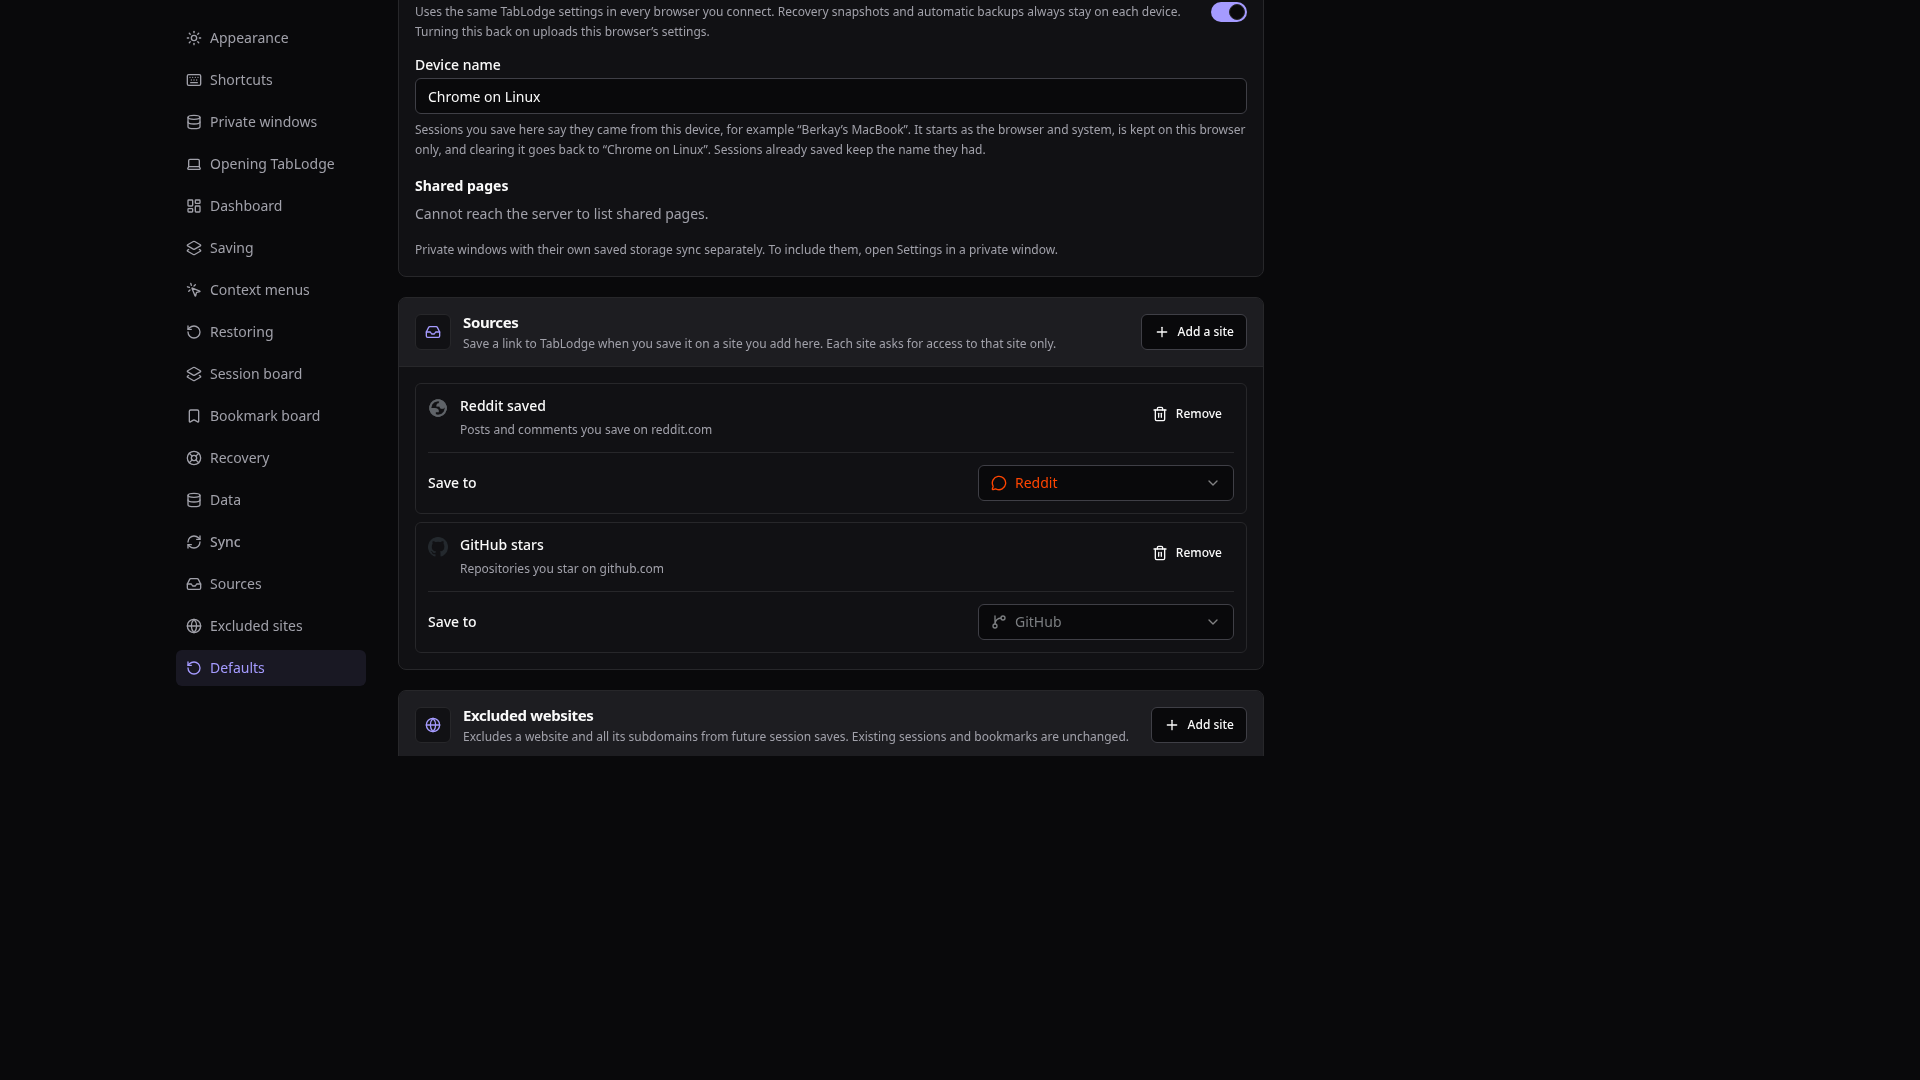 Appearance
Shortcuts
Private windows
Opening TabLodge
Dashboard
Saving
Context menus
Restoring
Session board
Bookmark board
Recovery
Data
Sync
Sources
Excluded sites
Defaults
Uses the same TabLodge settings in every browser you connect. Recovery snapshots and automatic backups always stay on each device.
Turning this back on uploads this browser’s settings.
Device name
Chrome on Linux
Sessions you save here say they came from this device, for example “Berkay’s MacBook”. It starts as the browser and system, is kept on this browser
only, and clearing it goes back to “Chrome on Linux”. Sessions already saved keep the name they had.
Shared pages
Cannot reach the server to list shared pages.
Private windows with their own saved storage sync separately. To include them, open Settings in a private window.
Sources
Save a link to TabLodge when you save it on a site you add here. Each site asks for access to that site only.
Add a site
Reddit saved
Posts and comments you save on reddit.com
Remove
Save to
Reddit
GitHub stars
Repositories you star on github.com
Remove
Save to
GitHub
Excluded websites
Excludes a website and all its subdomains from future session saves. Existing sessions and bookmarks are unchanged.
Add site